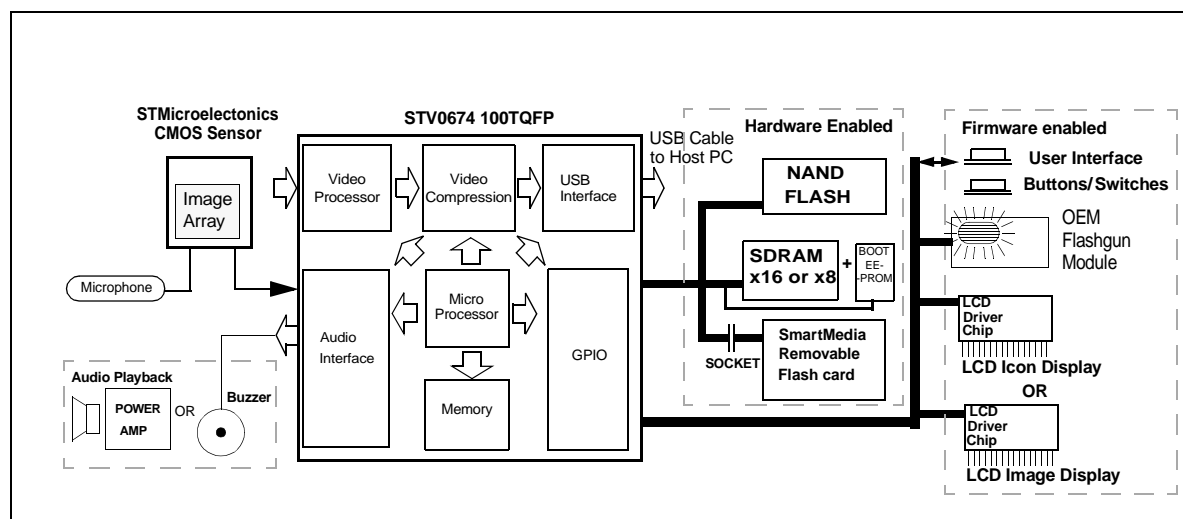 STMicroelectonics
CMOS Sensor
Image
Array
Microphone
Audio Playback
POWER
AMP
OR
Buzzer
STV0674 100TQFP
Video
Processor
Video
Compression
USB
Interface
Audio
Interface
Micro
Processor
Memory
GPIO
USB Cable
to Host PC
Hardware Enabled
NAND
FLASH
SDRAM
x16 or x8
+
BOOT
EE-
-PROM
SOCKET
SmartMedia
Removable
Flash card
Firmware enabled
User Interface
Buttons/Switches
OEM
Flashgun
Module
LCD
Driver
Chip
LCD Icon Display
OR
LCD
Driver
Chip
LCD Image Display